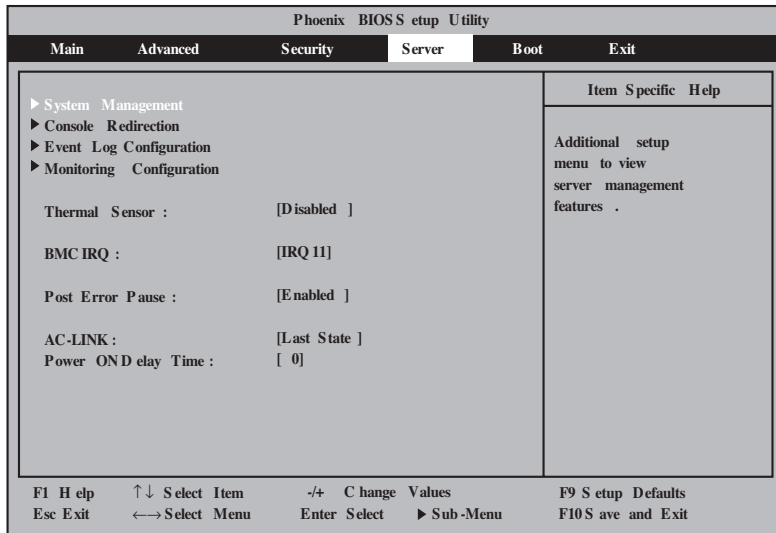 Phoenix BIOS Setup Utility
Main Advanced Security Server Boot Exit
▶ System Management
▶ Console Redirection
▶ Event Log Configuration
▶ Monitoring Configuration
Thermal Sensor : [Disabled ]
BMC IRQ : [IRQ 11]
Post Error Pause : [Enabled ]
AC-LINK : [Last State ]
Power ON Delay Time : [ 0]
Item Specific Help
Additional setup
menu to view
server management
features .
F1 Help ↑↓ Select Item -/+ Change Values F9 Setup Defaults
Esc Exit ←→ Select Menu Enter Select ▶ Sub-Menu F10 Save and Exit